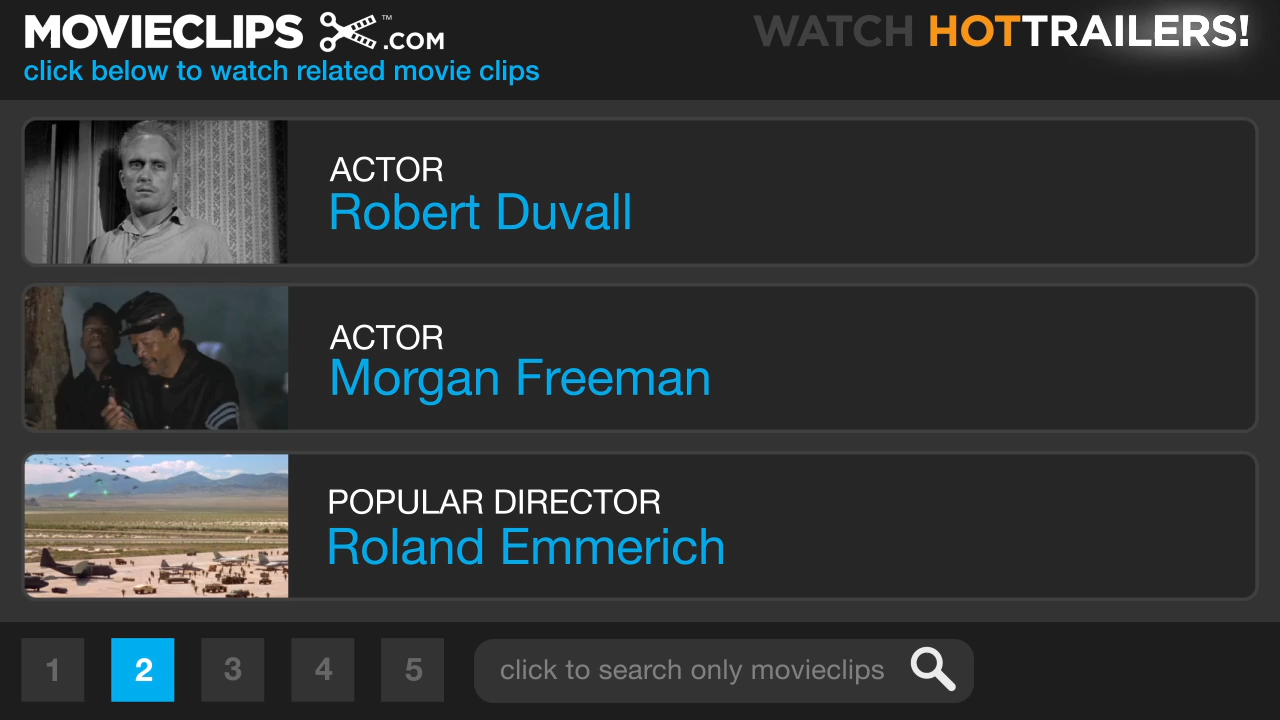 MOVIECLIPS ™ .COM
WATCH HOTTRAILERS!
click below to watch related movie clips
ACTOR
Robert Duvall
ACTOR
Morgan Freeman
POPULAR DIRECTOR
Roland Emmerich
1 2 3 4 5 click to search only movieclips